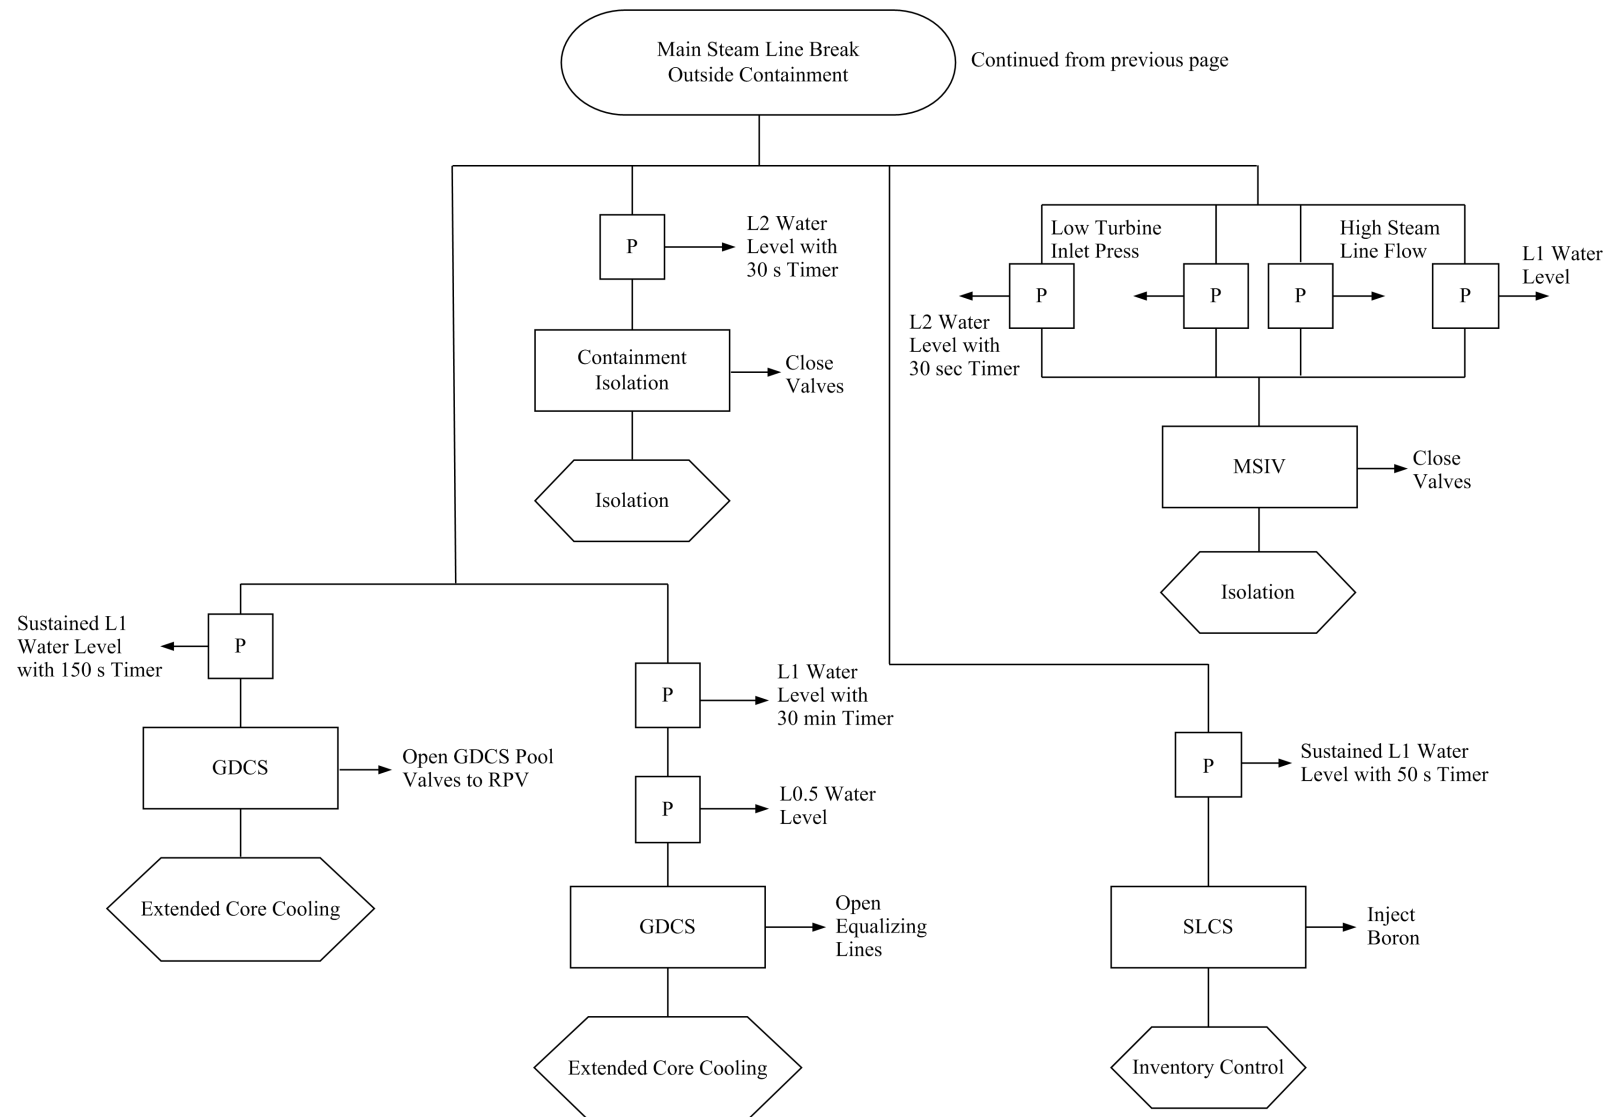 Main Steam Line Break
Outside Containment
Continued from previous page
P
L2 Water
Level with
30 s Timer
Containment
Isolation
Close
Valves
Isolation
Low Turbine
Inlet Press
High Steam
Line Flow
L1 Water
Level
P
P
P
P
L2 Water
Level with
30 sec Timer
MSIV
Close
Valves
Isolation
Sustained L1
Water Level
with 150 s Timer
P
GDCS
Open GDCS Pool
Valves to RPV
Extended Core Cooling
P
L1 Water
Level with
30 min Timer
P
L0.5 Water
Level
GDCS
Open
Equalizing
Lines
Extended Core Cooling
P
Sustained L1 Water
Level with 50 s Timer
SLCS
Inject
Boron
Inventory Control